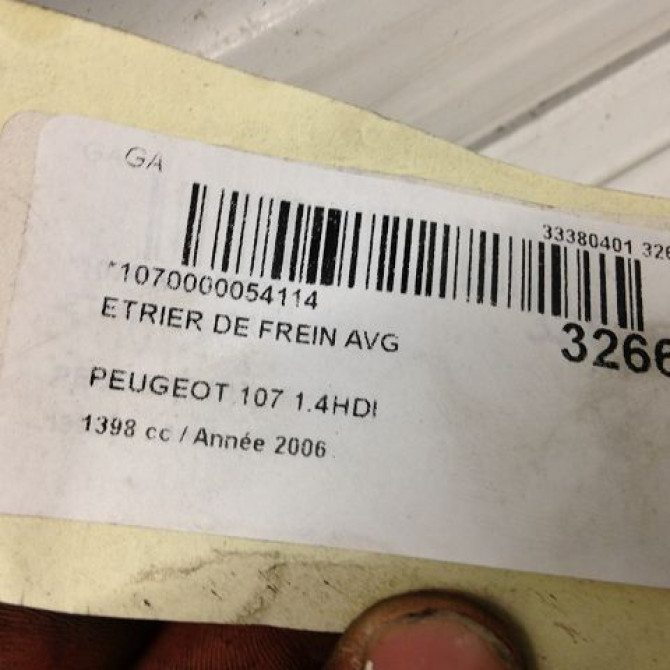 GA
33380401 326
*1070000054114
ETRIER DE FREIN AVG
3266
PEUGEOT 107 1.4HDI
1398 cc / Année 2006